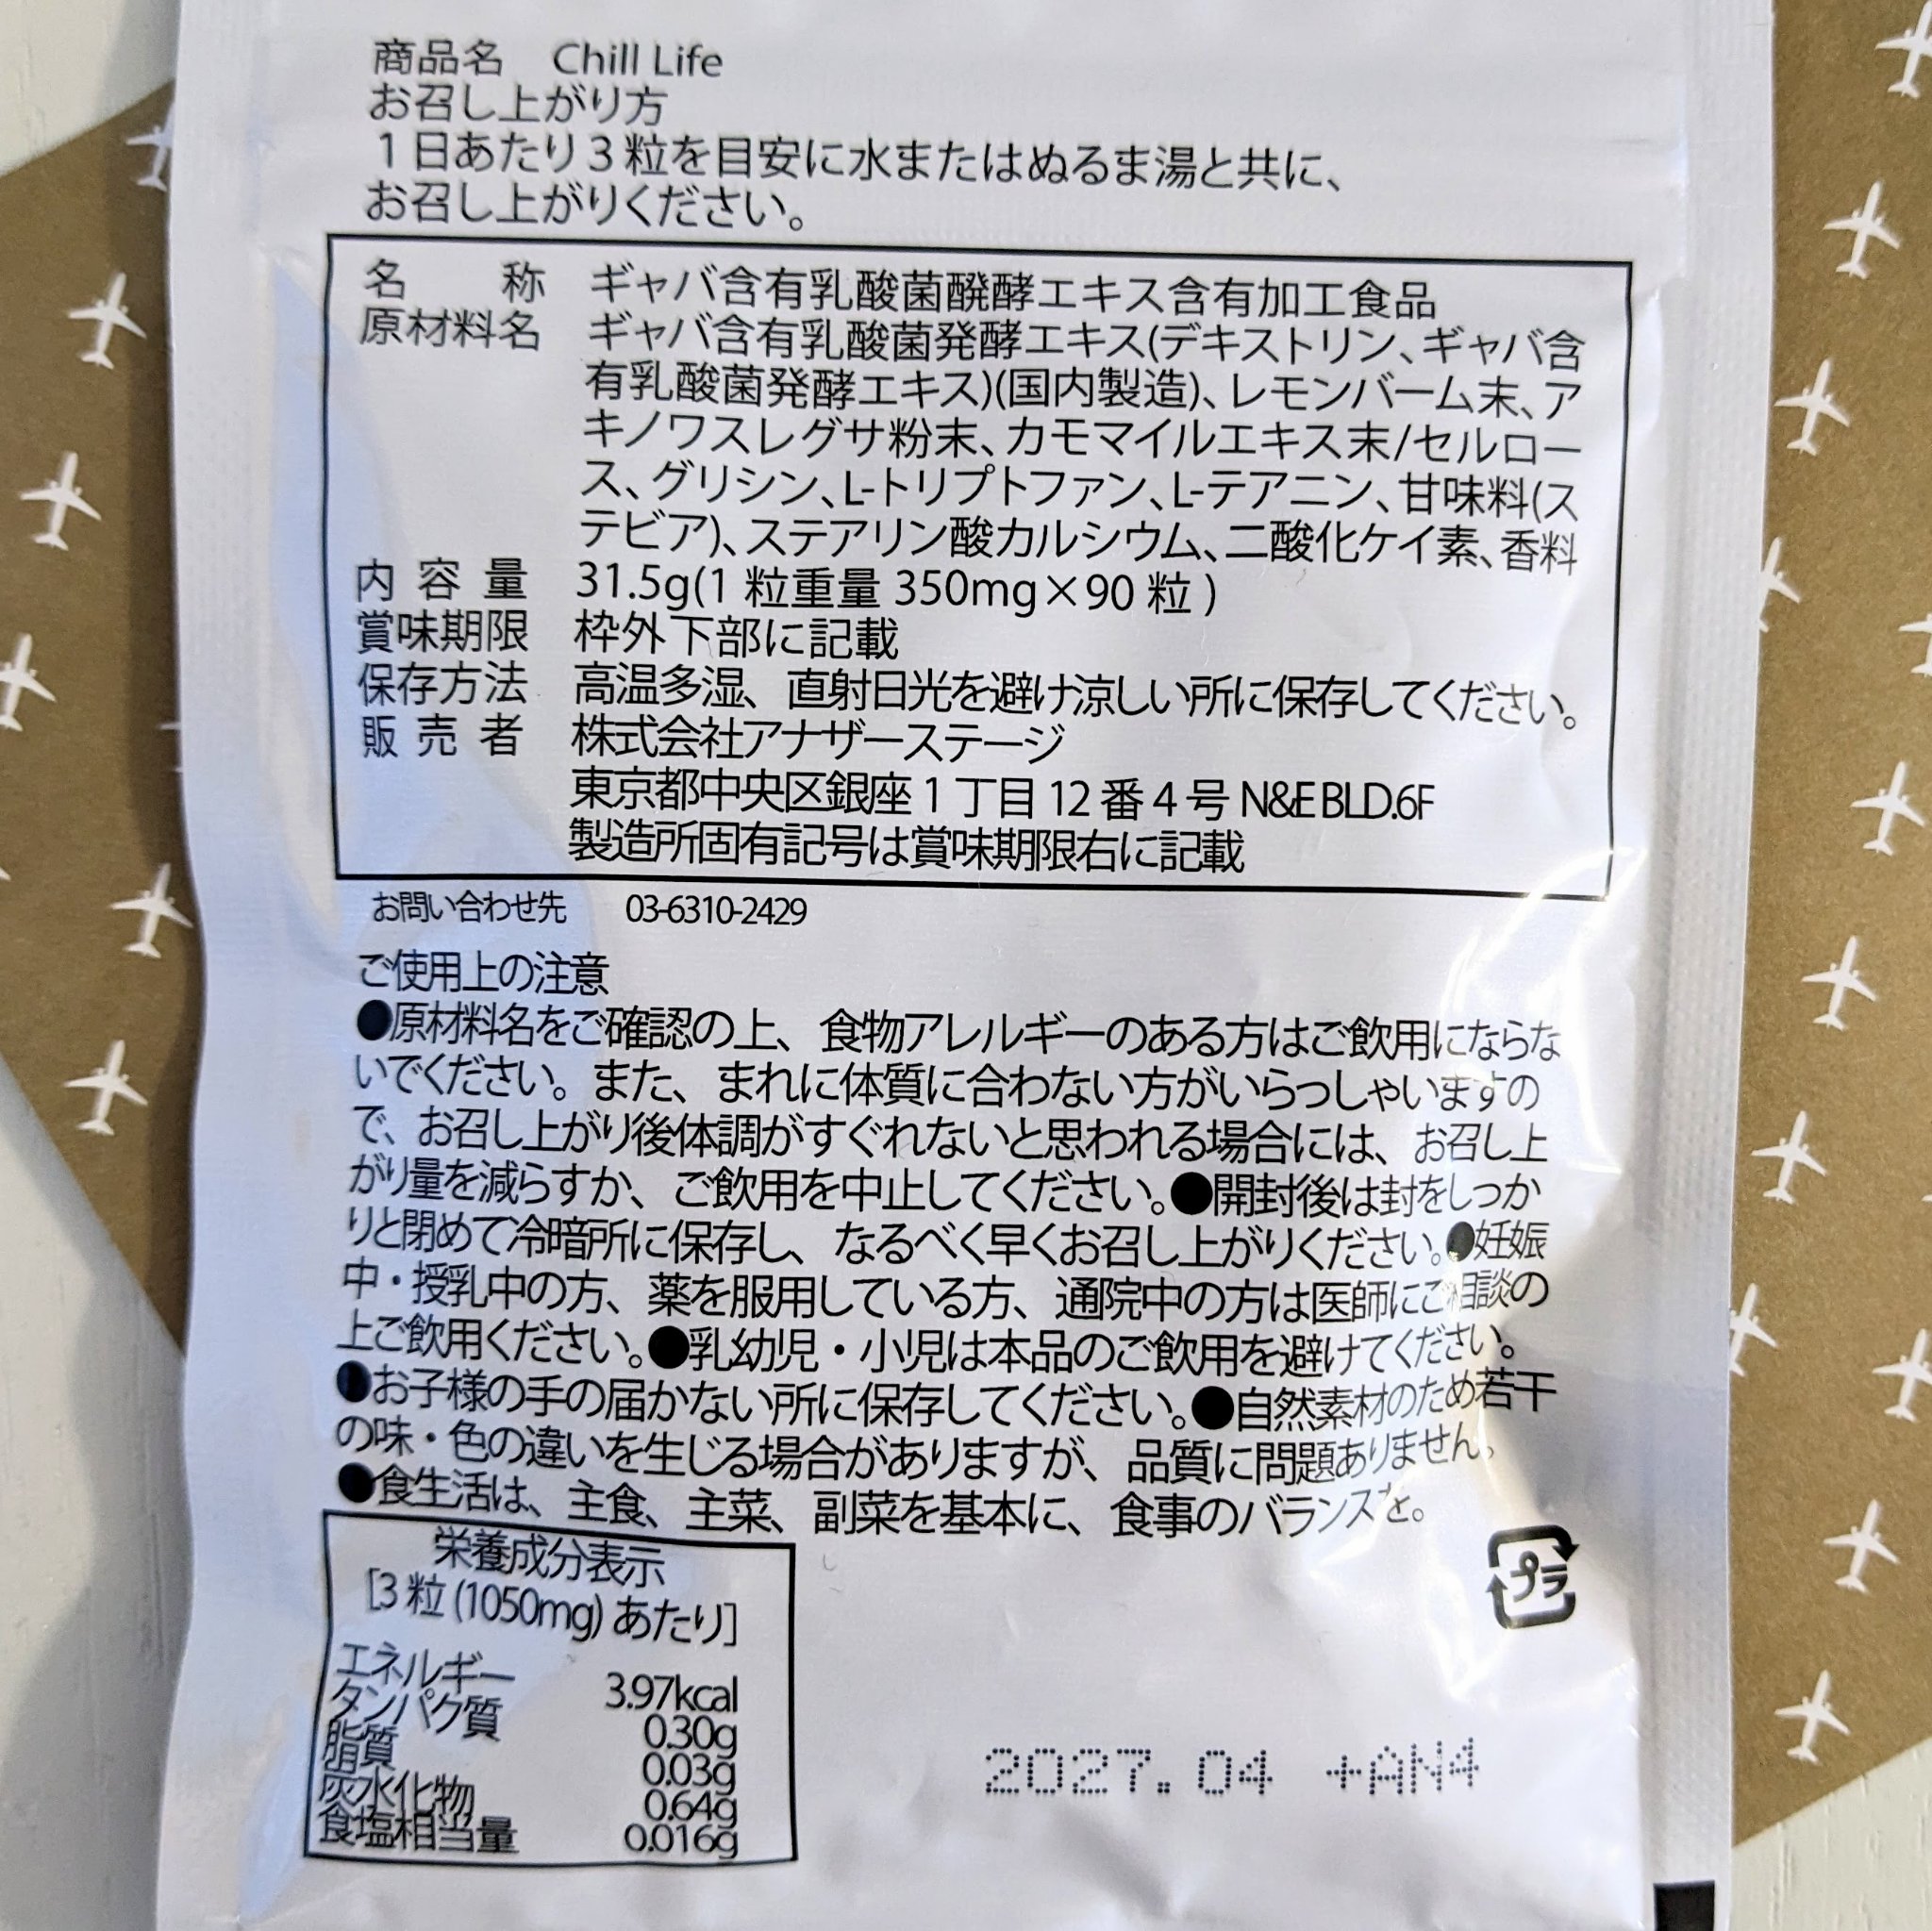 商品名 Chill Life
お召し上がり方
1日あたり3粒を目安に水またはぬるま湯と共に、
お召し上がりください。
名 称 ギャバ含有乳酸菌醗酵エキス含有加工食品
原材料名 ギャバ含有乳酸菌発酵エキス(デキストリン、ギャバ含
有乳酸菌発酵エキス)(国内製造)、レモンバーム末、ア
キノワスレグサ粉末、カモマイルエキス末/セルロー
ス、グリシン、L-トリプトファン、L-テアニン、甘味料(ス
テビア)、ステアリン酸カルシウム、二酸化ケイ素、香料
内 容 量 31.5g(1 粒重量 350mg×90 粒 )
賞味期限 枠外下部に記載
保存方法 高温多湿、直射日光を避け涼しい所に保存してください。
販 売 者 株式会社アナザーステージ
東京都中央区銀座 1 丁目 12 番 4 号 N&E BLD.6F
製造所固有記号は賞味期限右に記載
お問い合わせ先 03-6310-2429
ご使用上の注意
●原材料名をご確認の上、食物アレルギーのある方はご飲用にならな
いでください。また、まれに体質に合わない方がいらっしゃいますの
で、お召し上がり後体調がすぐれないと思われる場合には、お召し上
がり量を減らすか、ご飲用を中止してください。●開封後は封をしっか
りと閉めて冷暗所に保存し、なるべく早くお召し上がりください。●妊娠
中・授乳中の方、薬を服用している方、通院中の方は医師にご相談の
上ご飲用ください。●乳幼児・小児は本品のご飲用を避けてください。
●お子様の手の届かない所に保存してください。●自然素材のため若干
の味・色の違いを生じる場合がありますが、品質に問題ありません。
●食生活は、主食、主菜、副菜を基本に、食事のバランスを。
プラ
栄養成分表示
[3 粒 (1050mg) あたり]
エネルギー 3.97kcal
タンパク質 0.30g
脂質 0.03g
炭水化物 0.64g
食塩相当量 0.016g
2027.04 +AN4